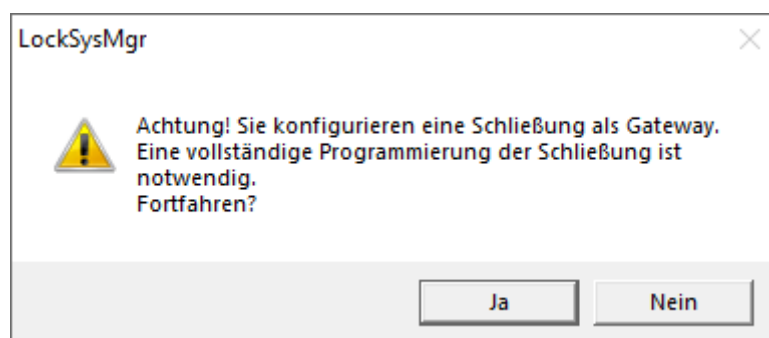 LockSysMgr
Achtung! Sie konfigurieren eine Schließung als Gateway.
Eine vollständige Programmierung der Schließung ist
notwendig.
Fortfahren?
Ja
Nein